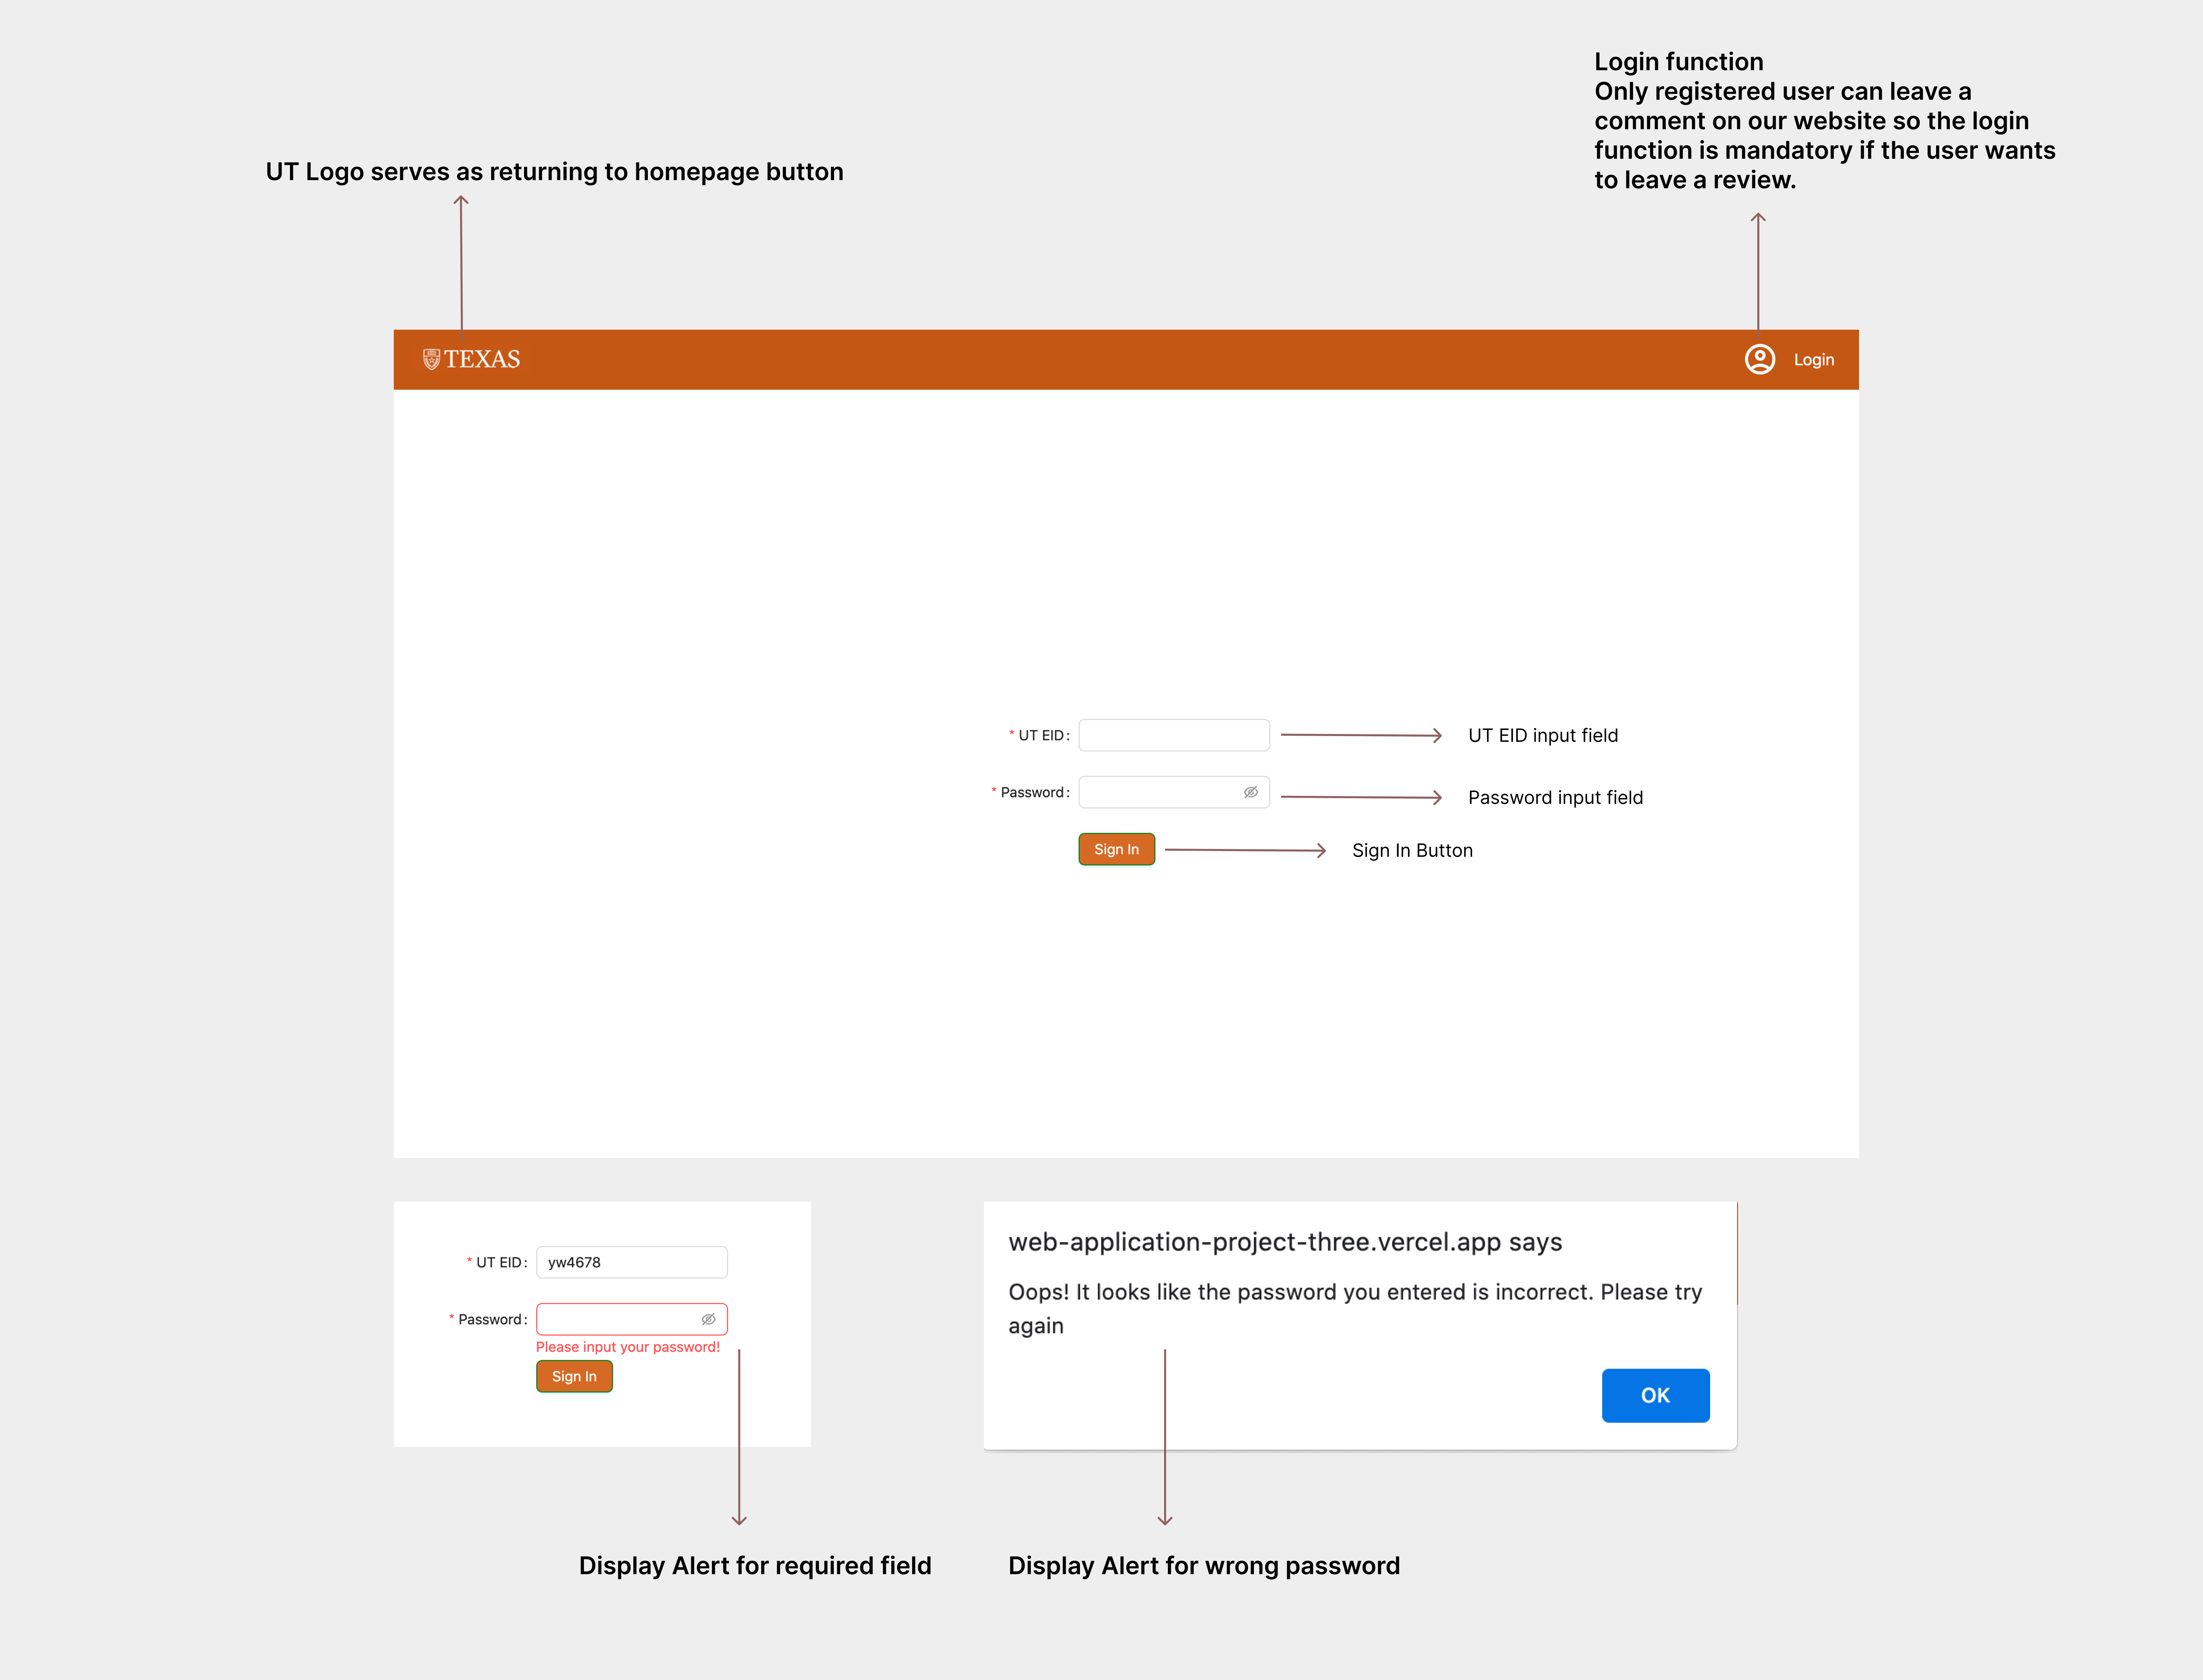 Login function
Only registered user can leave a
comment on our website so the login
function is mandatory if the user wants
to leave a review.
UT Logo serves as returning to homepage button
TEXAS
Login
* UT EID:
UT EID input field
* Password:
Password input field
Sign In
Sign In Button
* UT EID:
yw4678
* Password:
Please input your password!
Sign In
web-application-project-three.vercel.app says
Oops! It looks like the password you entered is incorrect. Please try
again
OK
Display Alert for required field
Display Alert for wrong password